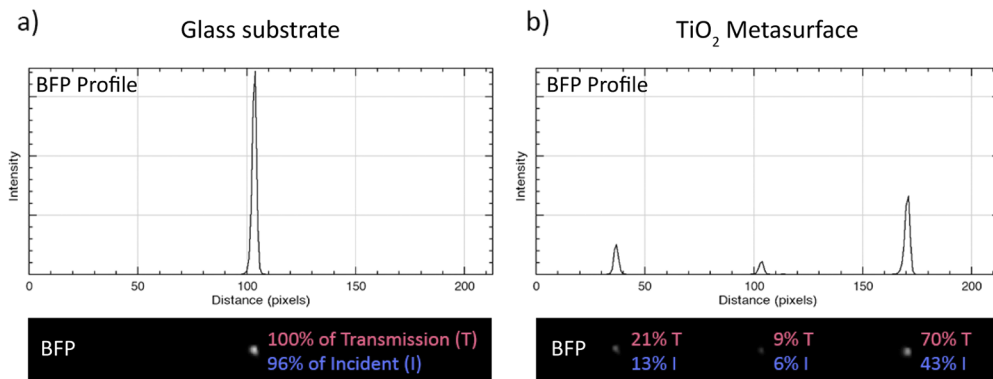 a)
Glass substrate
BFP Profile
Intensity
0 50 100 150 200
Distance (pixels)
BFP
100% of Transmission (T)
96% of Incident (I)
b)
TiO₂ Metasurface
BFP Profile
Intensity
0 50 100 150 200
Distance (pixels)
BFP
21% T 9% T 70% T
13% I 6% I 43% I